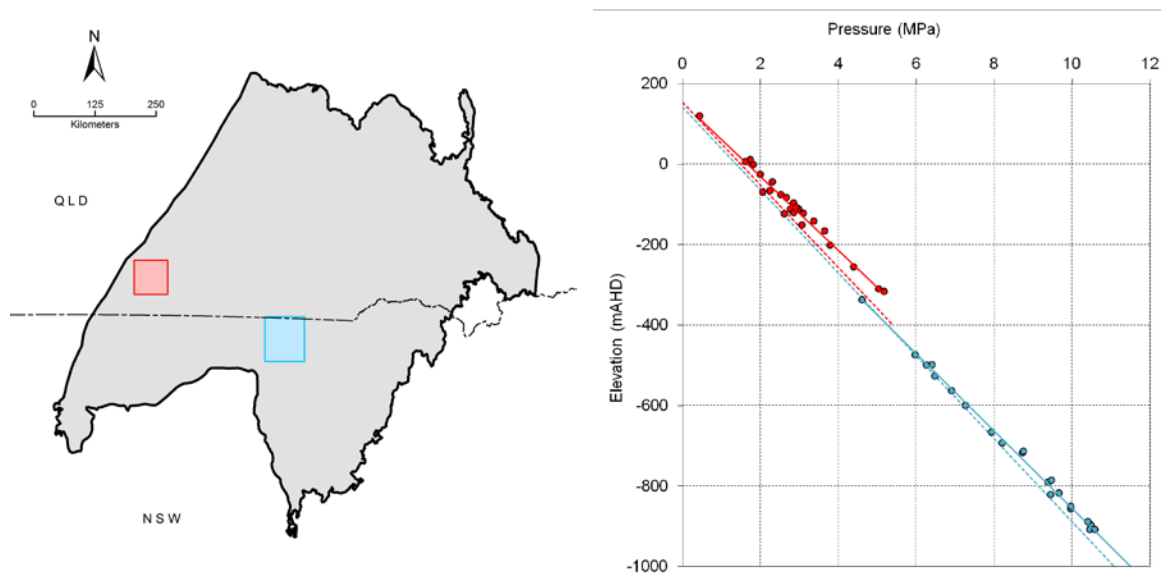 N
0 125 250
Kilometers
QLD
NSW
Pressure (MPa)
0 2 4 6 8 10 12
200
0
-200
-400
-600
-800
-1000
Elevation (mAHD)